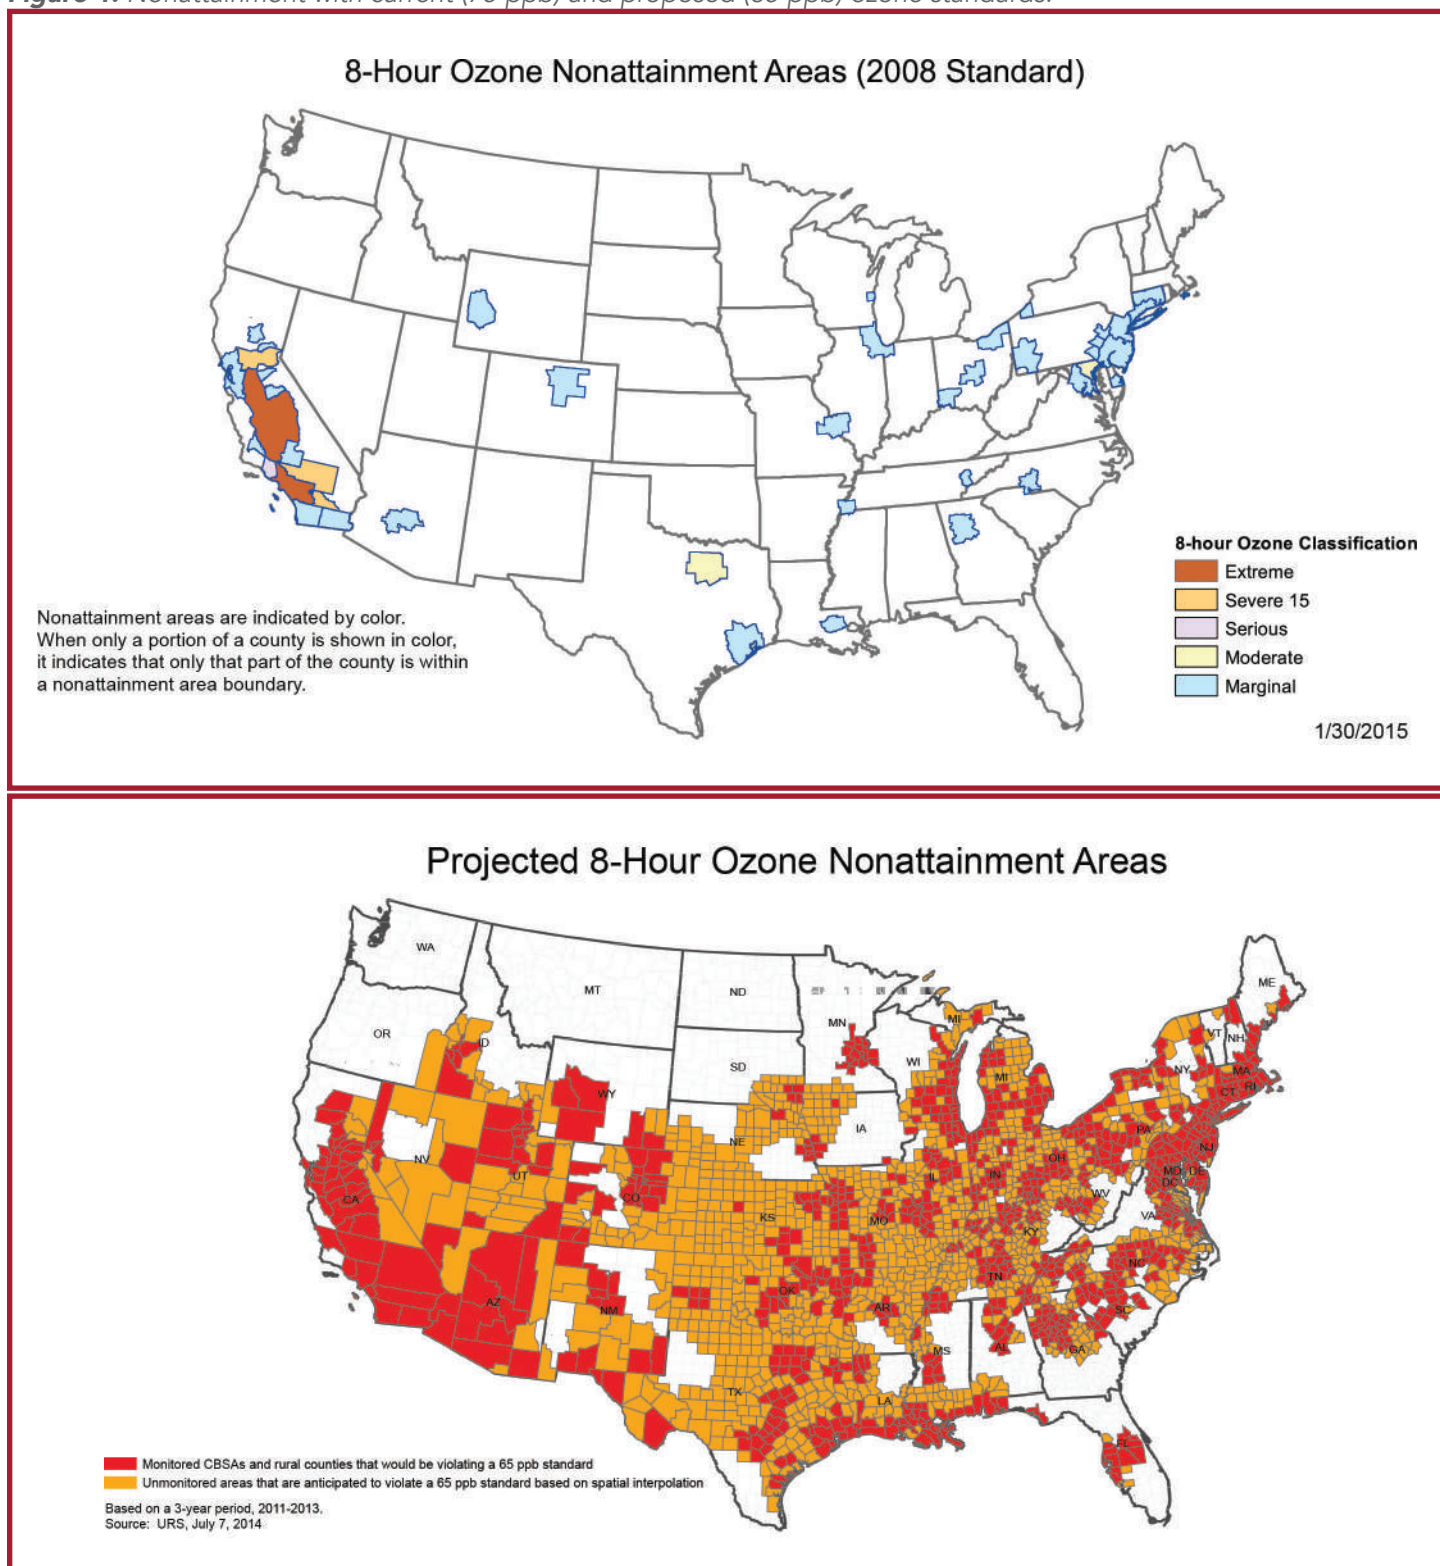 8-Hour Ozone Nonattainment Areas (2008 Standard)
Nonattainment areas are indicated by color.
When only a portion of a county is shown in color,
it indicates that only that part of the county is within
a nonattainment area boundary.
8-hour Ozone Classification
Extreme
Severe 15
Serious
Moderate
Marginal
1/30/2015
Projected 8-Hour Ozone Nonattainment Areas
WA
MT
ND
MN
OR
ID
SD
WI
MI
MI
ME
VT
NH
NY
MA
CT
RI
WY
NE
IA
PA
NJ
NV
UT
CO
IL
IN
OH
MD
DE
DC
WV
VA
CA
KS
MO
KY
AZ
NM
OK
AR
TN
NC
SC
MS
AL
GA
TX
LA
FL
Monitored CBSAs and rural counties that would be violating a 65 ppb standard
Unmonitored areas that are anticipated to violate a 65 ppb standard based on spatial interpolation
Based on a 3-year period, 2011-2013.
Source: URS, July 7, 2014